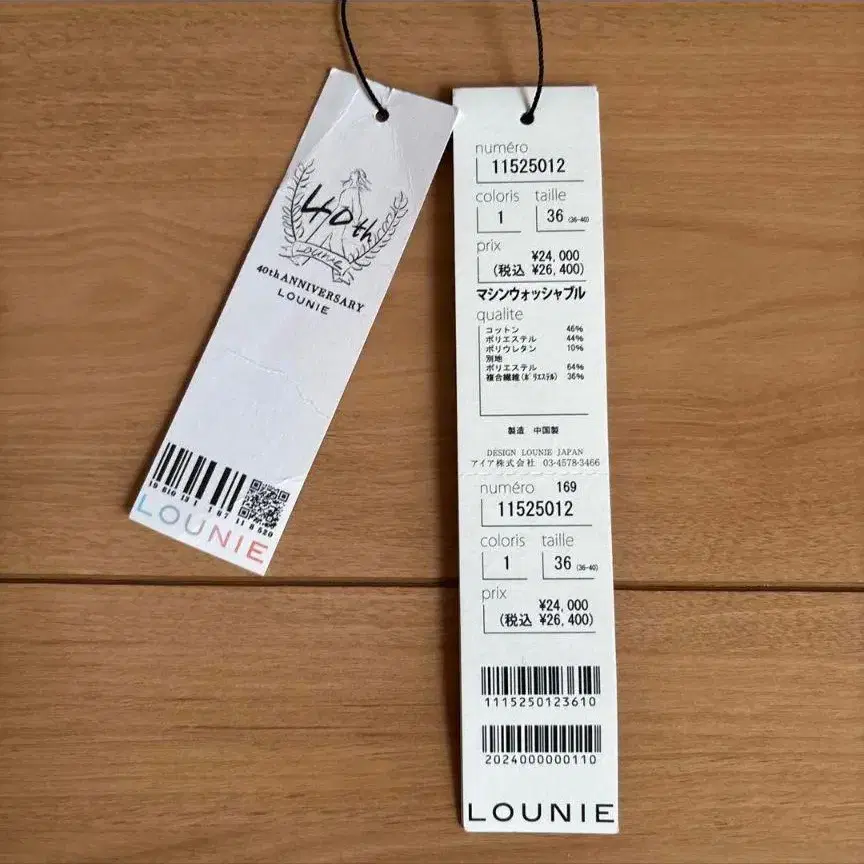 40th
Lounie
40th ANNIVERSARY
LOUNIE
LOUNIE
numéro
11525012
coloris taille
1 36 (36-40)
prix
¥24,000
(税込 ¥26,400)
マシンウォッシャブル
qualite
コットン 46%
ポリエステル 44%
ポリウレタン 10%
別地
ポリエステル 64%
複合繊維(ポリエステル) 36%
製造 中国製
DESIGN LOUNIE JAPAN
アイア株式会社 03-4578-3466
numéro 169
11525012
coloris taille
1 36 (36-40)
prix
¥24,000
(税込 ¥26,400)
1115250123610
2024000000110
LOUNIE